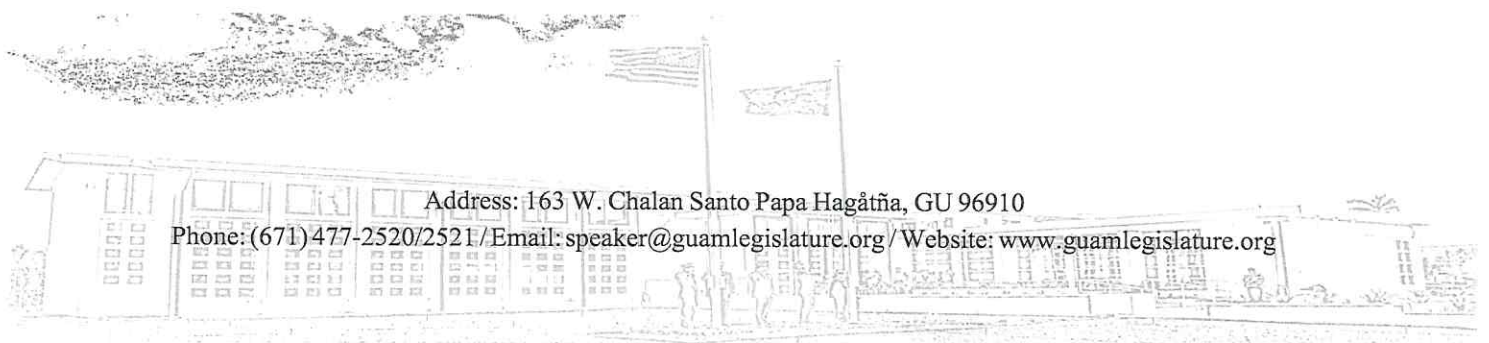 Address: 163 W. Chalan Santo Papa Hagåtña, GU 96910
Phone: (671) 477-2520/2521 / Email: speaker@guamlegislature.org / Website: www.guamlegislature.org